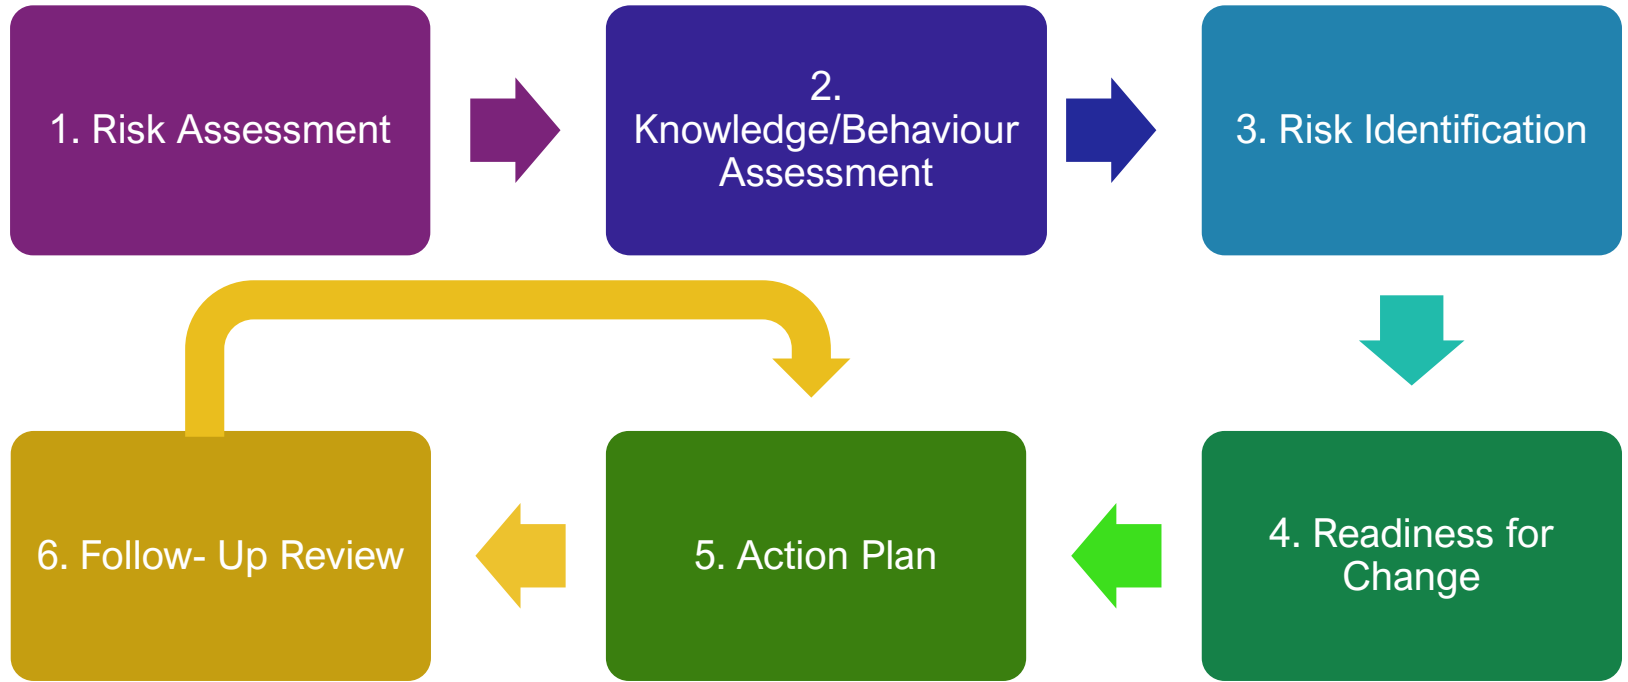 1. Risk Assessment
2.
Knowledge/Behaviour
Assessment
3. Risk Identification
4. Readiness for
Change
5. Action Plan
6. Follow- Up Review